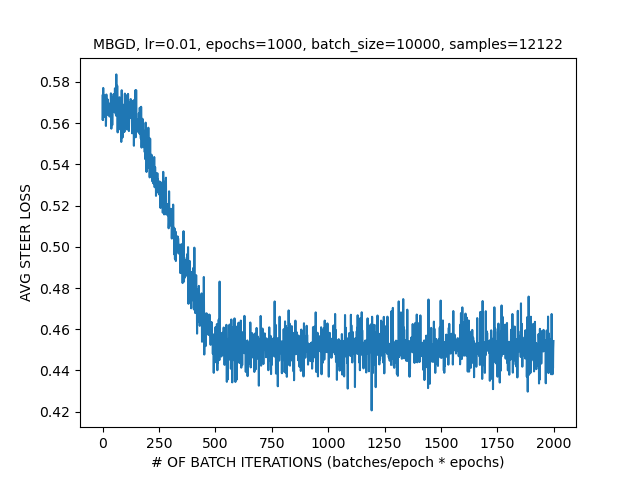 MBGD, lr=0.01, epochs=1000, batch_size=10000, samples=12122
AVG STEER LOSS
0.58
0.56
0.54
0.52
0.50
0.48
0.46
0.44
0.42
0 250 500 750 1000 1250 1500 1750 2000
# OF BATCH ITERATIONS (batches/epoch * epochs)